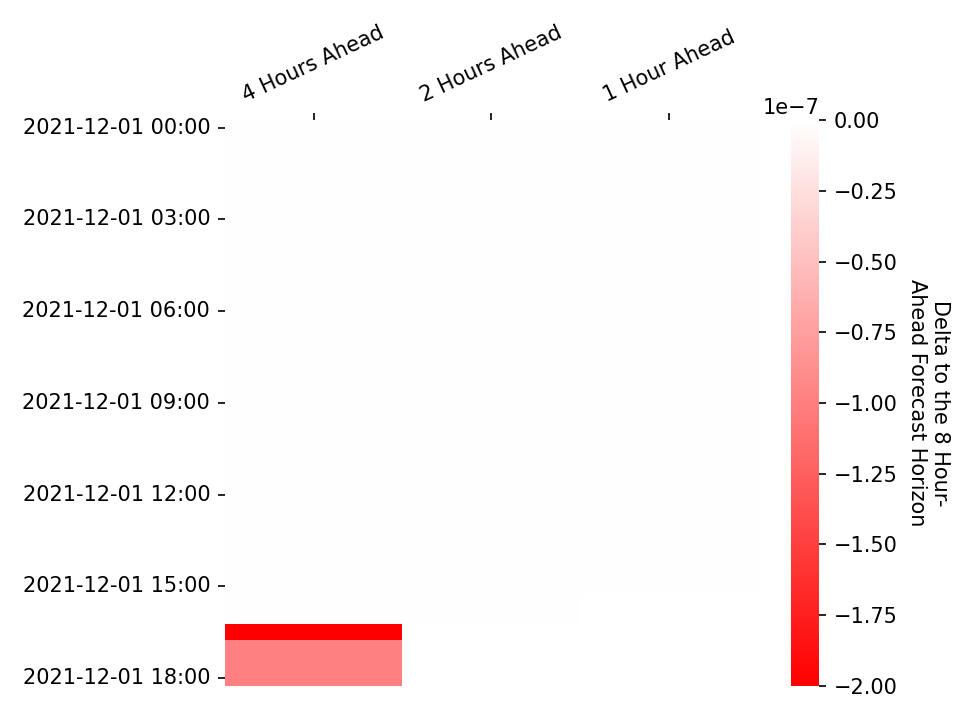 4 Hours Ahead
2 Hours Ahead
1 Hour Ahead
2021-12-01 00:00
2021-12-01 03:00
2021-12-01 06:00
2021-12-01 09:00
2021-12-01 12:00
2021-12-01 15:00
2021-12-01 18:00
1e−7
0.00
−0.25
−0.50
−0.75
−1.00
−1.25
−1.50
−1.75
−2.00
Delta to the 8 Hour-
Ahead Forecast Horizon